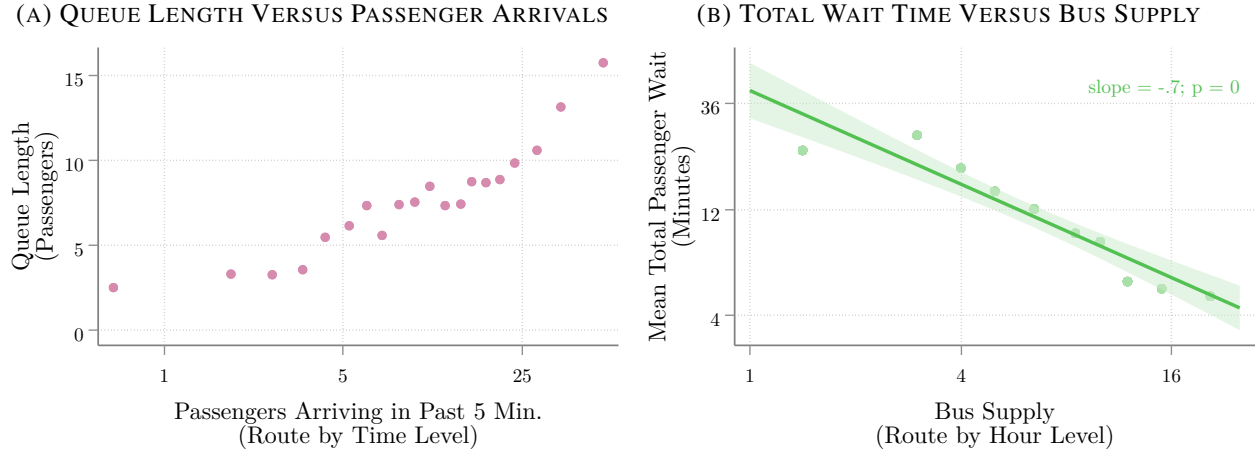 (A) QUEUE LENGTH VERSUS PASSENGER ARRIVALS
Queue Length
(Passengers)
15
10
5
0
1
5
25
Passengers Arriving in Past 5 Min.
(Route by Time Level)
(B) TOTAL WAIT TIME VERSUS BUS SUPPLY
Mean Total Passenger Wait
(Minutes)
slope = -.7; p = 0
36
12
4
1
4
16
Bus Supply
(Route by Hour Level)